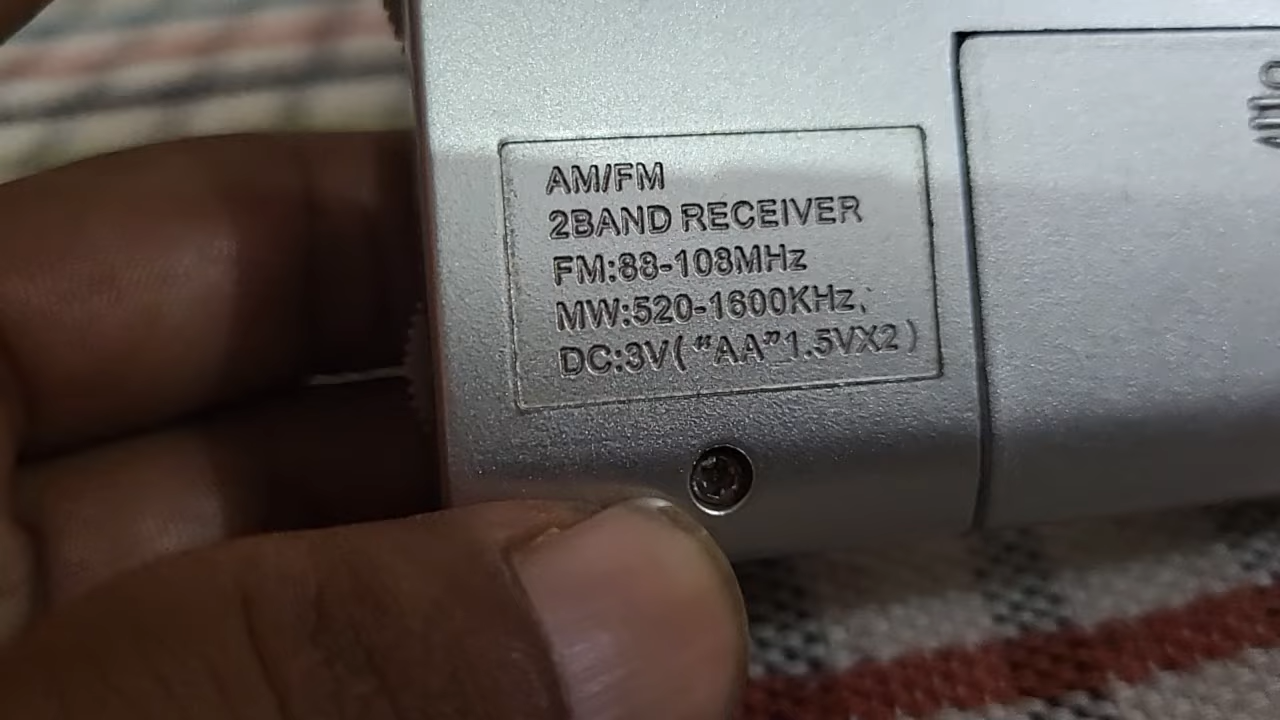 AM/FM
2BAND RECEIVER
FM:88-108MHz
MW:520-1600KHz,
DC:3V("AA"1.5VX2)